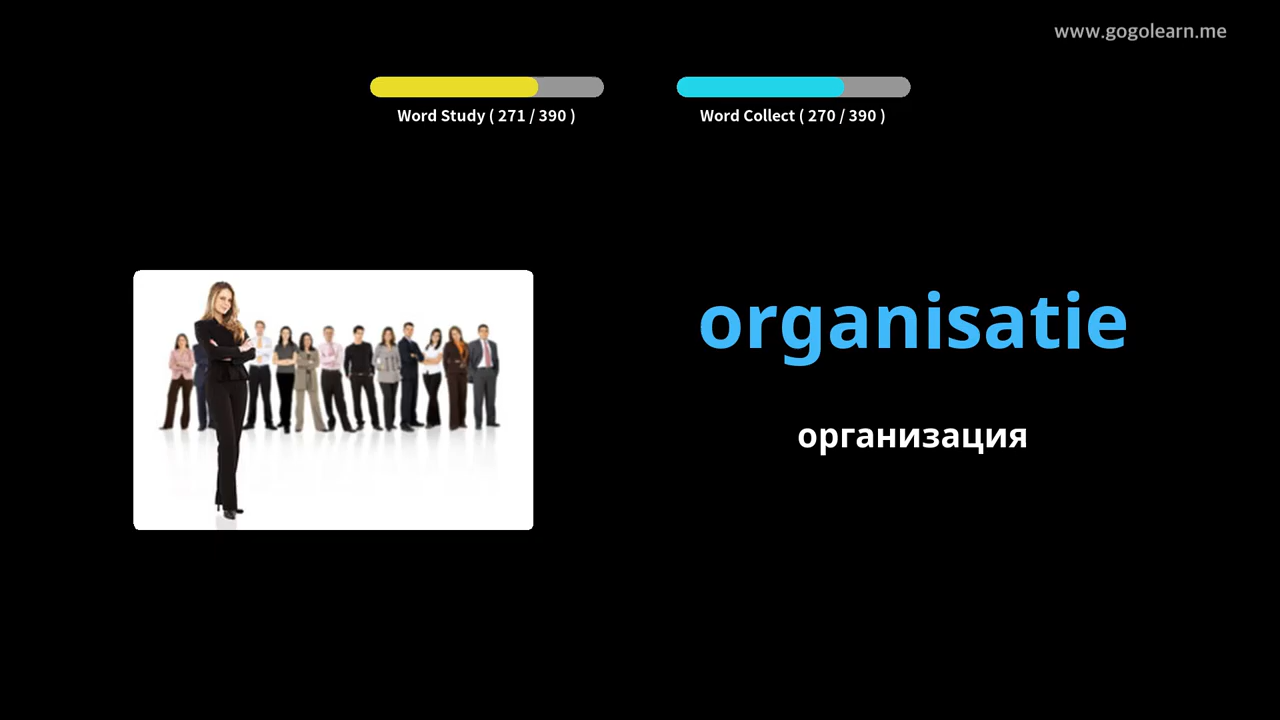 www.gogolearn.me
Word Study ( 271 / 390 )
Word Collect ( 270 / 390 )
organisatie
организация